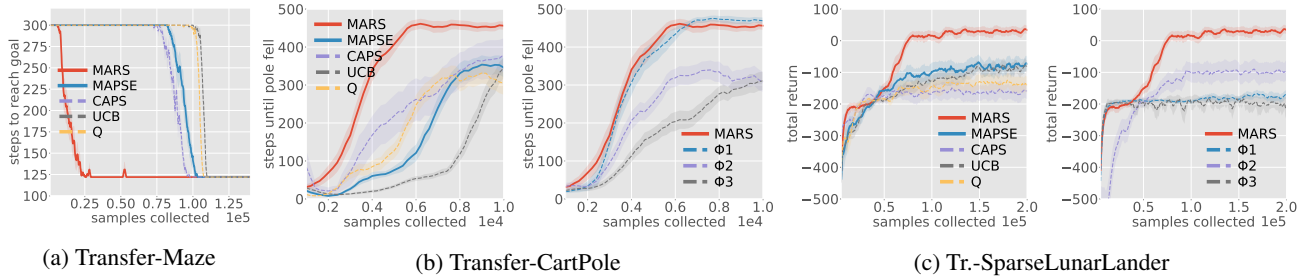 300
275
250
225
200
175
150
125
100
steps to reach goal
MARS
MAPSE
CAPS
UCB
Q
0.25 0.50 0.75 1.00 1.25
samples collected 1e5
(a) Transfer-Maze
500
400
300
200
100
0
steps until pole fell
MARS
MAPSE
CAPS
UCB
Q
0.2 0.4 0.6 0.8 1.0
samples collected 1e4
500
400
300
200
100
0
steps until pole fell
MARS
Φ1
Φ2
Φ3
0.2 0.4 0.6 0.8 1.0
samples collected 1e4
(b) Transfer-CartPole
100
0
−100
−200
−300
−400
−500
total return
MARS
MAPSE
CAPS
UCB
Q
0.5 1.0 1.5 2.0
samples collected 1e5
100
0
−100
−200
−300
−400
−500
total return
MARS
Φ1
Φ2
Φ3
0.5 1.0 1.5 2.0
samples collected 1e5
(c) Tr.-SparseLunarLander